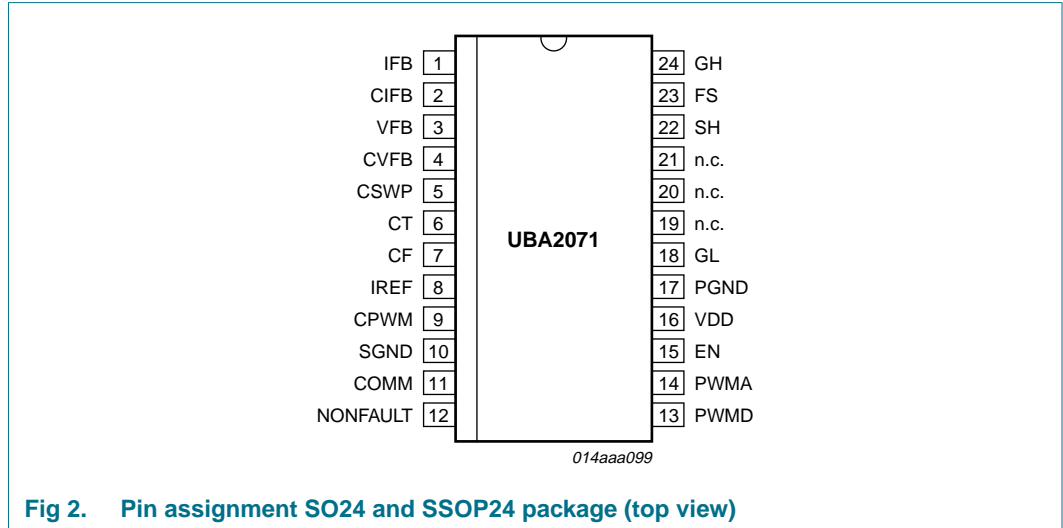 IFB 1
CIFB 2
VFB 3
CVFB 4
CSWP 5
CT 6
CF 7
IREF 8
CPWM 9
SGND 10
COMM 11
NONFAULT 12
UBA2071
24 GH
23 FS
22 SH
21 n.c.
20 n.c.
19 n.c.
18 GL
17 PGND
16 VDD
15 EN
14 PWMA
13 PWMD
014aaa099
Fig 2. Pin assignment SO24 and SSOP24 package (top view)